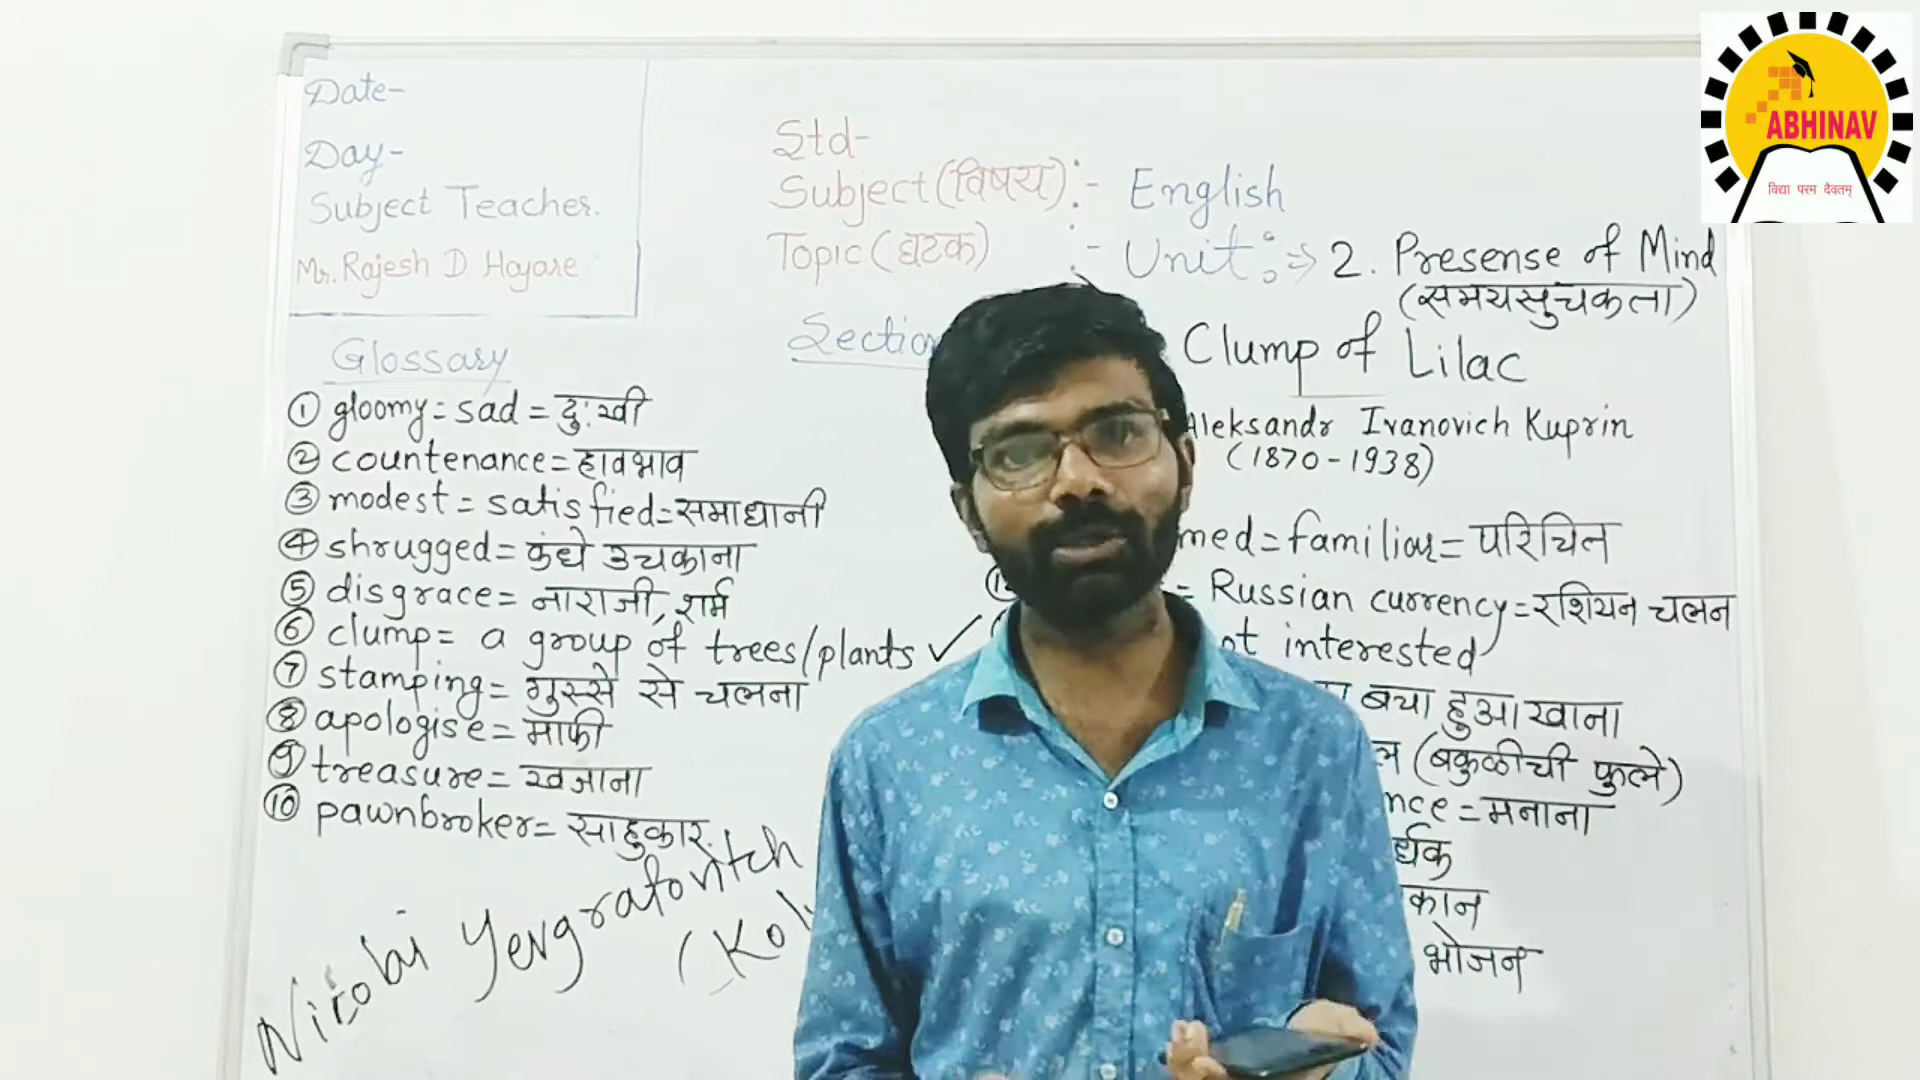 Date-
Day-
Subject Teacher.
Mr. Rajesh D Hajare
Std-
Subject (विषय) :- English
Topic (घटक) :- Unit :⇒ 2. Presense of Mind
(समयसुचकता)
Section
Clump of Lilac
Aleksandr Ivanovich Kuprin
(1870-1938)
Glossary
① gloomy = sad = दुःखी
② countenance = हावभाव
③ modest = satisfied = समाधानी
④ shrugged = कंधे उचकाना
⑤ disgrace = नाराजी, शर्म
⑥ clump = a group of trees/plants ✓
⑦ stamping = गुस्से से चलना
⑧ apologise = माफी
⑨ treasure = खजाना
⑩ pawnbroker = साहुकार.
med = familiar = परिचित
= Russian currency = रशियन चलन
interested
बचा हुआ खाना
(बकुळीची फुले)
nce = मनाना
भोजन
ABHINAV
विद्या परम दैवतम्